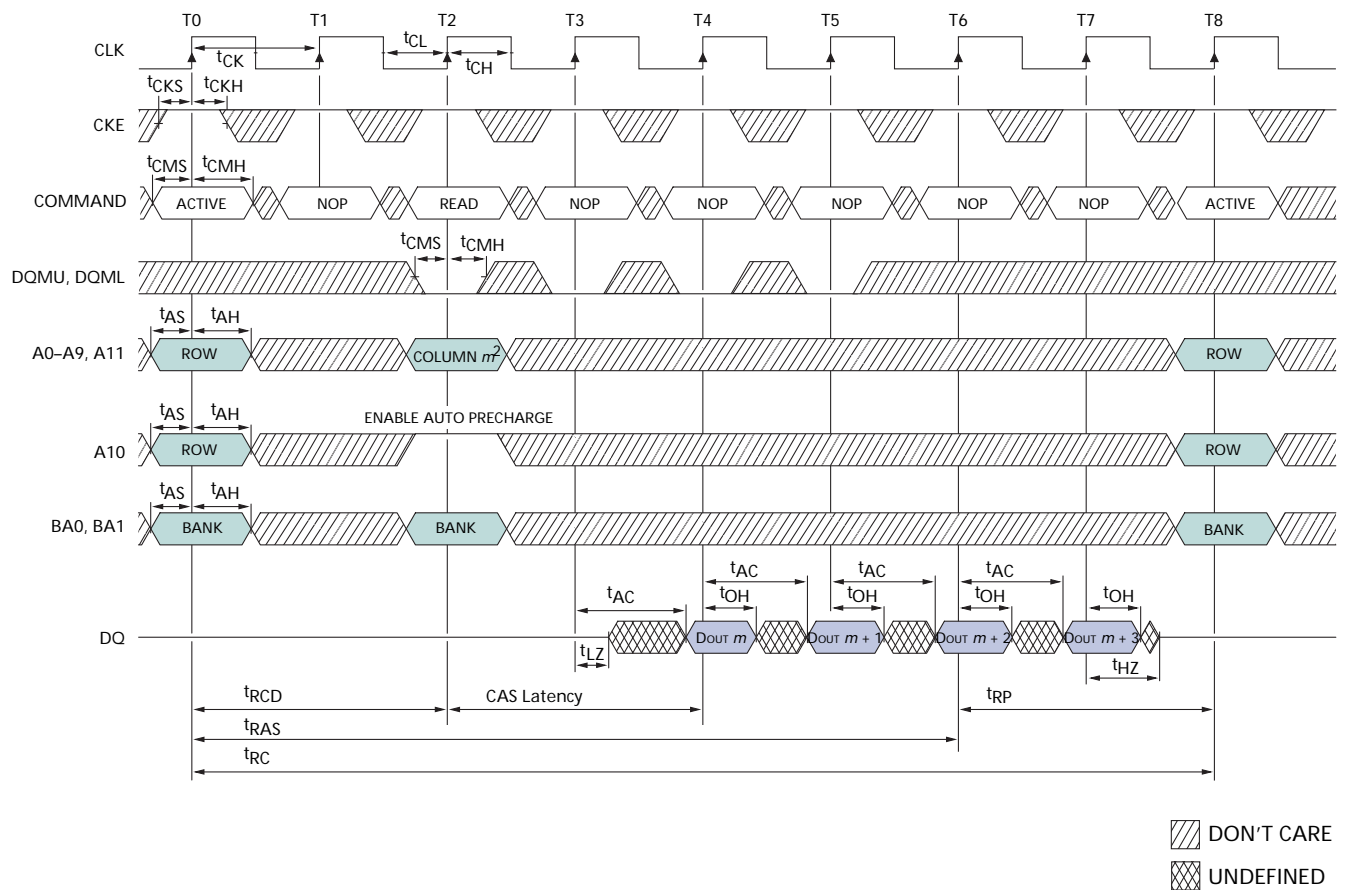 T0 T1 T2 T3 T4 T5 T6 T7 T8
CLK
tCK
tCL
tCH
tCKS tCKH
CKE
tCMS tCMH
COMMAND
ACTIVE NOP READ NOP NOP NOP NOP NOP ACTIVE
tCMS tCMH
DQMU, DQML
tAS tAH
A0–A9, A11
ROW COLUMN m2 ROW
tAS tAH
ENABLE AUTO PRECHARGE
A10
ROW ROW
tAS tAH
BA0, BA1
BANK BANK BANK
tAC tAC tAC
tAC tOH tOH tOH tOH
DQ
DOUT m DOUT m + 1 DOUT m + 2 DOUT m + 3
tLZ tHZ
tRCD CAS Latency tRP
tRAS
tRC
DON'T CARE
UNDEFINED